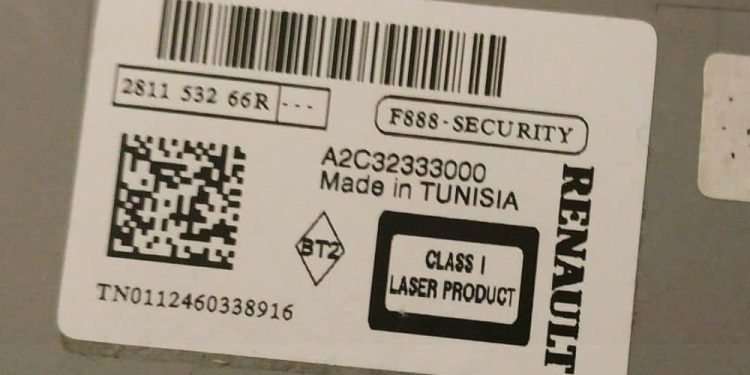 2811 532 66R ---
F888-SECURITY
A2C32333000
Made in TUNISIA
BT2
CLASS I
LASER PRODUCT
TN0112460338916
RENAULT